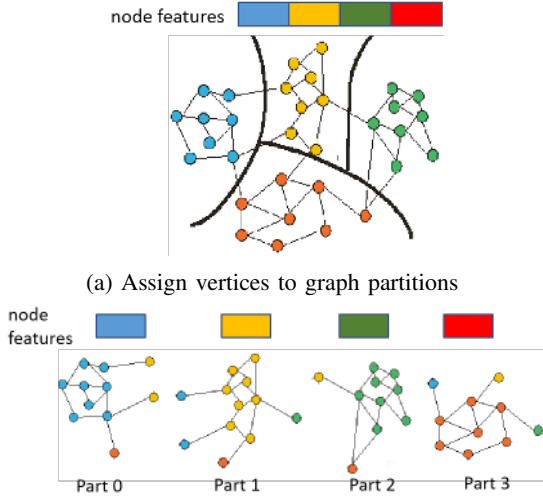 node features
(a) Assign vertices to graph partitions
node
features
Part 0 Part 1 Part 2 Part 3